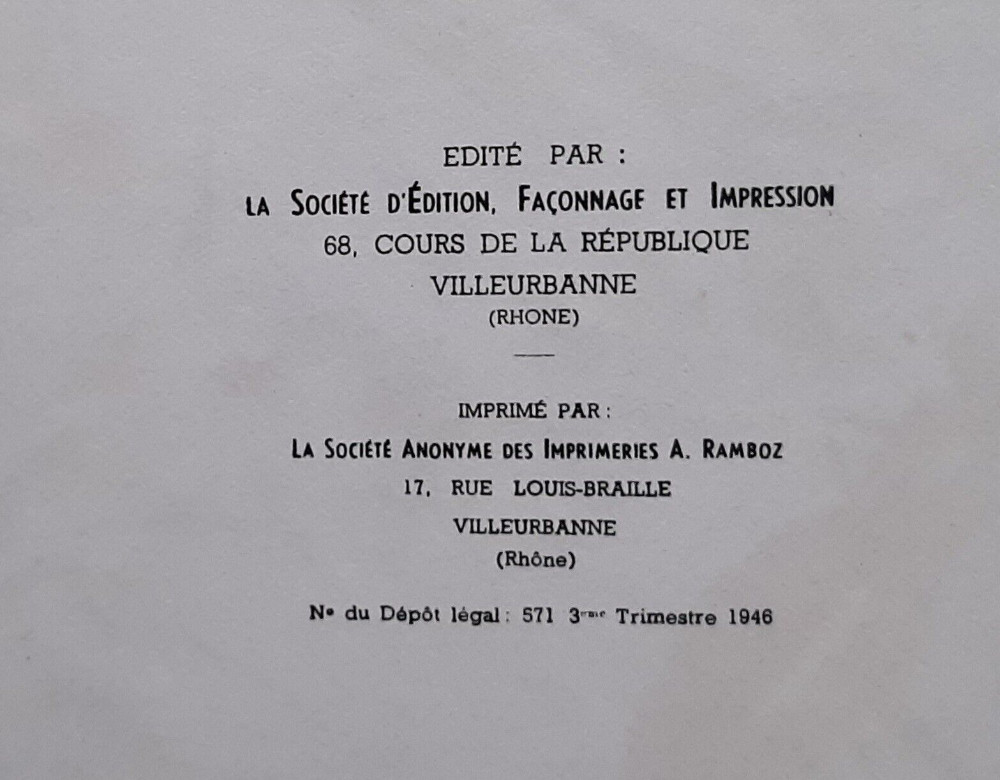 EDITÉ PAR :
LA SOCIÉTÉ D'ÉDITION, FAÇONNAGE ET IMPRESSION
68, COURS DE LA RÉPUBLIQUE
VILLEURBANNE
(RHONE)
IMPRIMÉ PAR :
LA SOCIÉTÉ ANONYME DES IMPRIMERIES A. RAMBOZ
17, RUE LOUIS-BRAILLE
VILLEURBANNE
(Rhône)
N° du Dépôt légal : 571 3ème Trimestre 1946